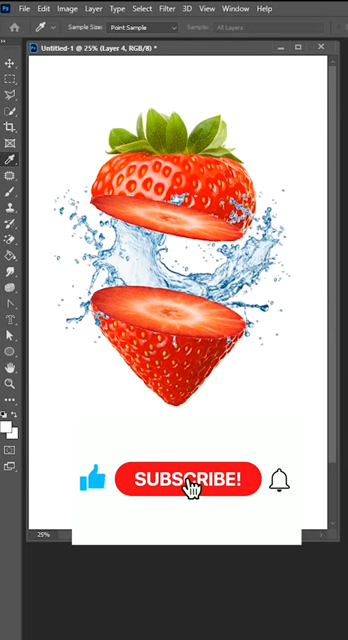 Ps File Edit Image Layer Type Select Filter 3D View Window Help
Sample Size: Point Sample Sample: All Layers
Untitled-1 @ 25% (Layer 4, RGB/8) *
SUBSCRIBE!
25%